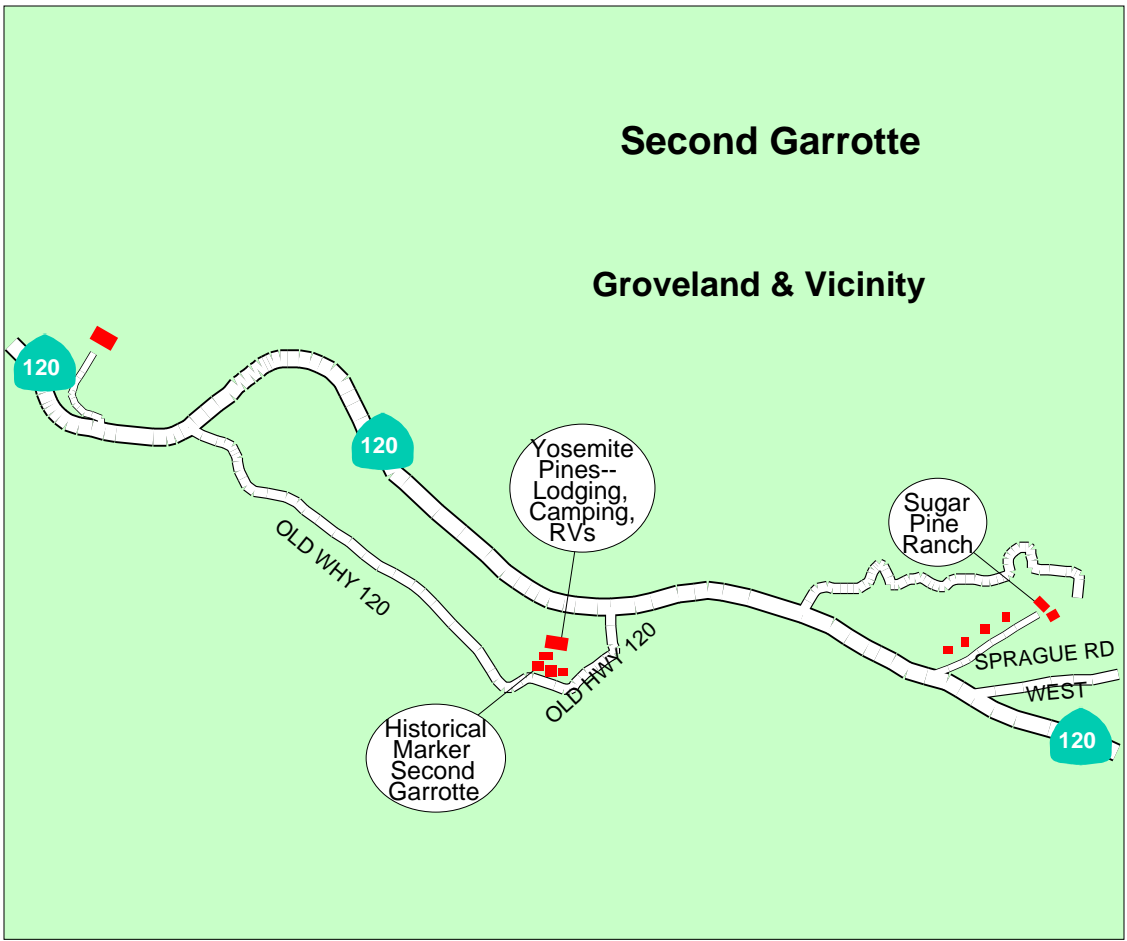 Second Garrotte
Groveland & Vicinity
120
120
Yosemite
Pines--
Lodging,
Camping,
RVs
Sugar
Pine
Ranch
OLD WHY 120
OLD HWY 120
SPRAGUE RD
WEST
Historical
Marker
Second
Garrotte
120